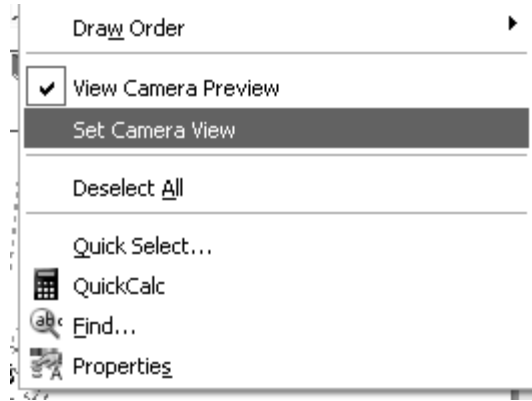 Draw Order
View Camera Preview
Set Camera View
Deselect All
Quick Select...
QuickCalc
Find...
Properties